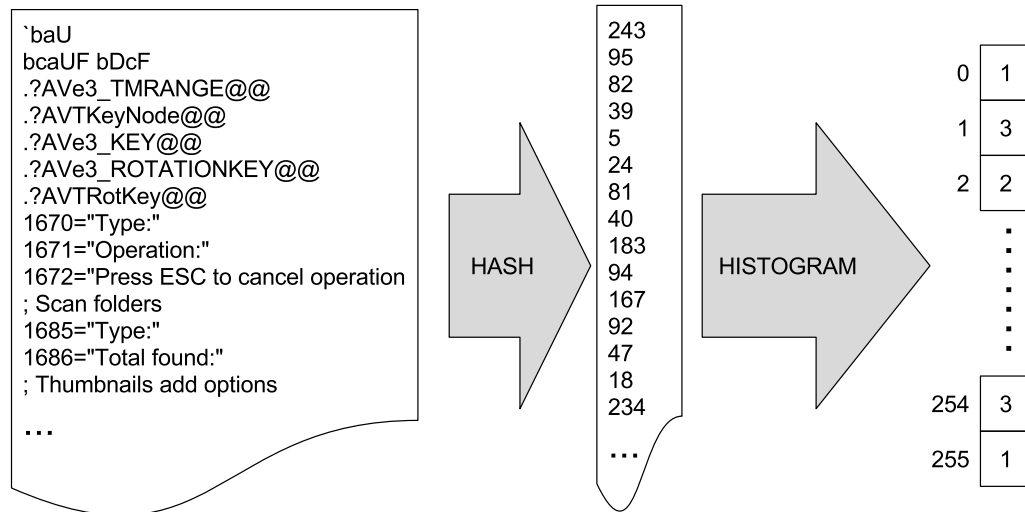 `baU
bcaUF bDcF
.?AVe3_TMRANGE@@
.?AVTKeyNode@@
.?AVe3_KEY@@
.?AVe3_ROTATIONKEY@@
.?AVTRotKey@@
1670="Type:"
1671="Operation:"
1672="Press ESC to cancel operation
; Scan folders
1685="Type:"
1686="Total found:"
; Thumbnails add options
...
HASH
243
95
82
39
5
24
81
40
183
94
167
92
47
18
234
...
HISTOGRAM
0 1
1 3
2 2
254 3
255 1